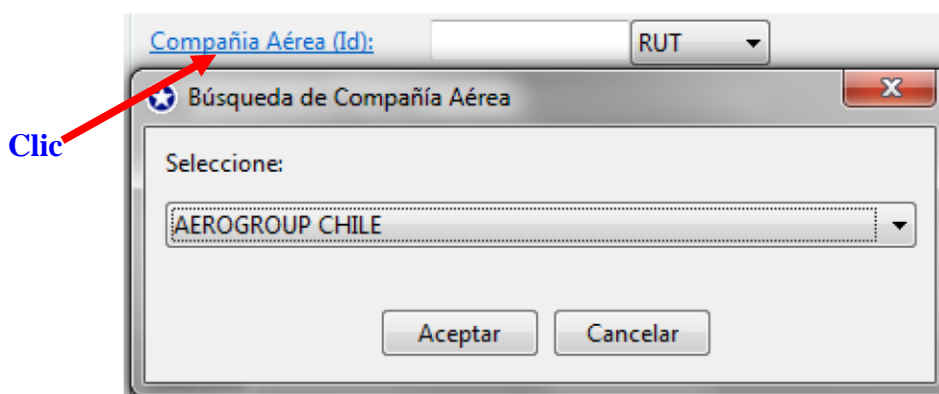 Compañia Aérea (Id): RUT
Búsqueda de Compañía Aérea
Clic
Seleccione:
AEROGROUP CHILE
Aceptar Cancelar